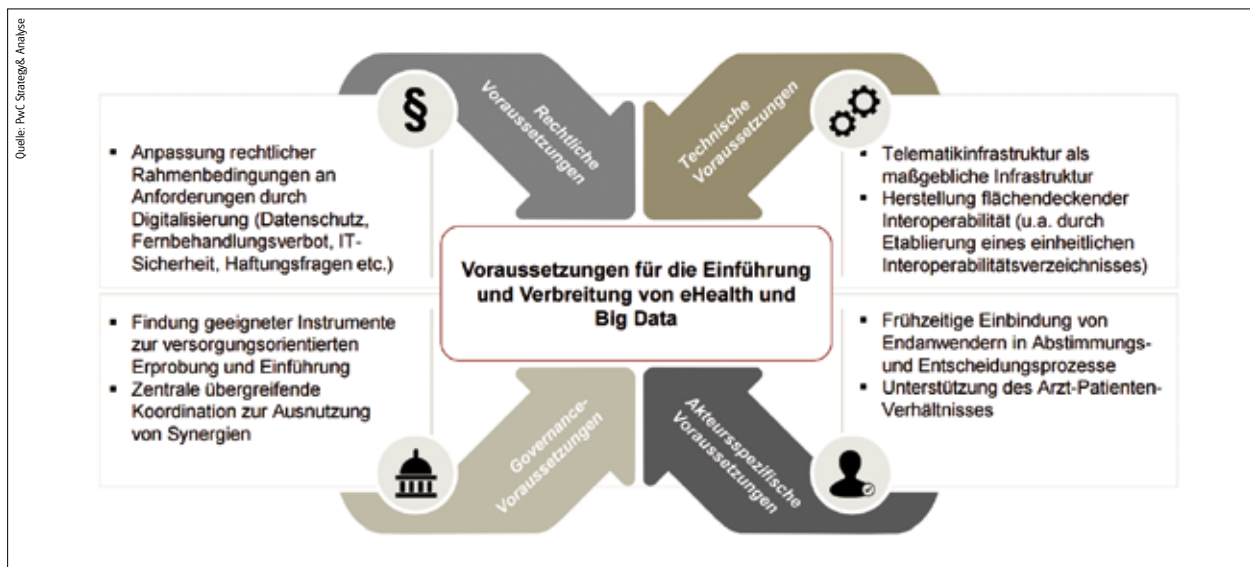 Quelle: PwC Strategy& Analyse
§
Rechtliche
Voraussetzungen
▪ Anpassung rechtlicher
Rahmenbedingungen an
Anforderungen durch
Digitalisierung (Datenschutz,
Fernbehandlungsverbot, IT-
Sicherheit, Haftungsfragen etc.)
Technische
Voraussetzungen
▪ Telematikinfrastruktur als
maßgebliche Infrastruktur
▪ Herstellung flächendeckender
Interoperabilität (u.a. durch
Etablierung eines einheitlichen
Interoperabilitätsverzeichnisses)
Voraussetzungen für die Einführung
und Verbreitung von eHealth und
Big Data
▪ Findung geeigneter Instrumente
zur versorgungsorientierten
Erprobung und Einführung
▪ Zentrale übergreifende
Koordination zur Ausnutzung
von Synergien
Governance-
Voraussetzungen
▪ Frühzeitige Einbindung von
Endanwendern in Abstimmungs-
und Entscheidungsprozesse
▪ Unterstützung des Arzt-Patienten-
Verhältnisses
Akteursspezifische
Voraussetzungen